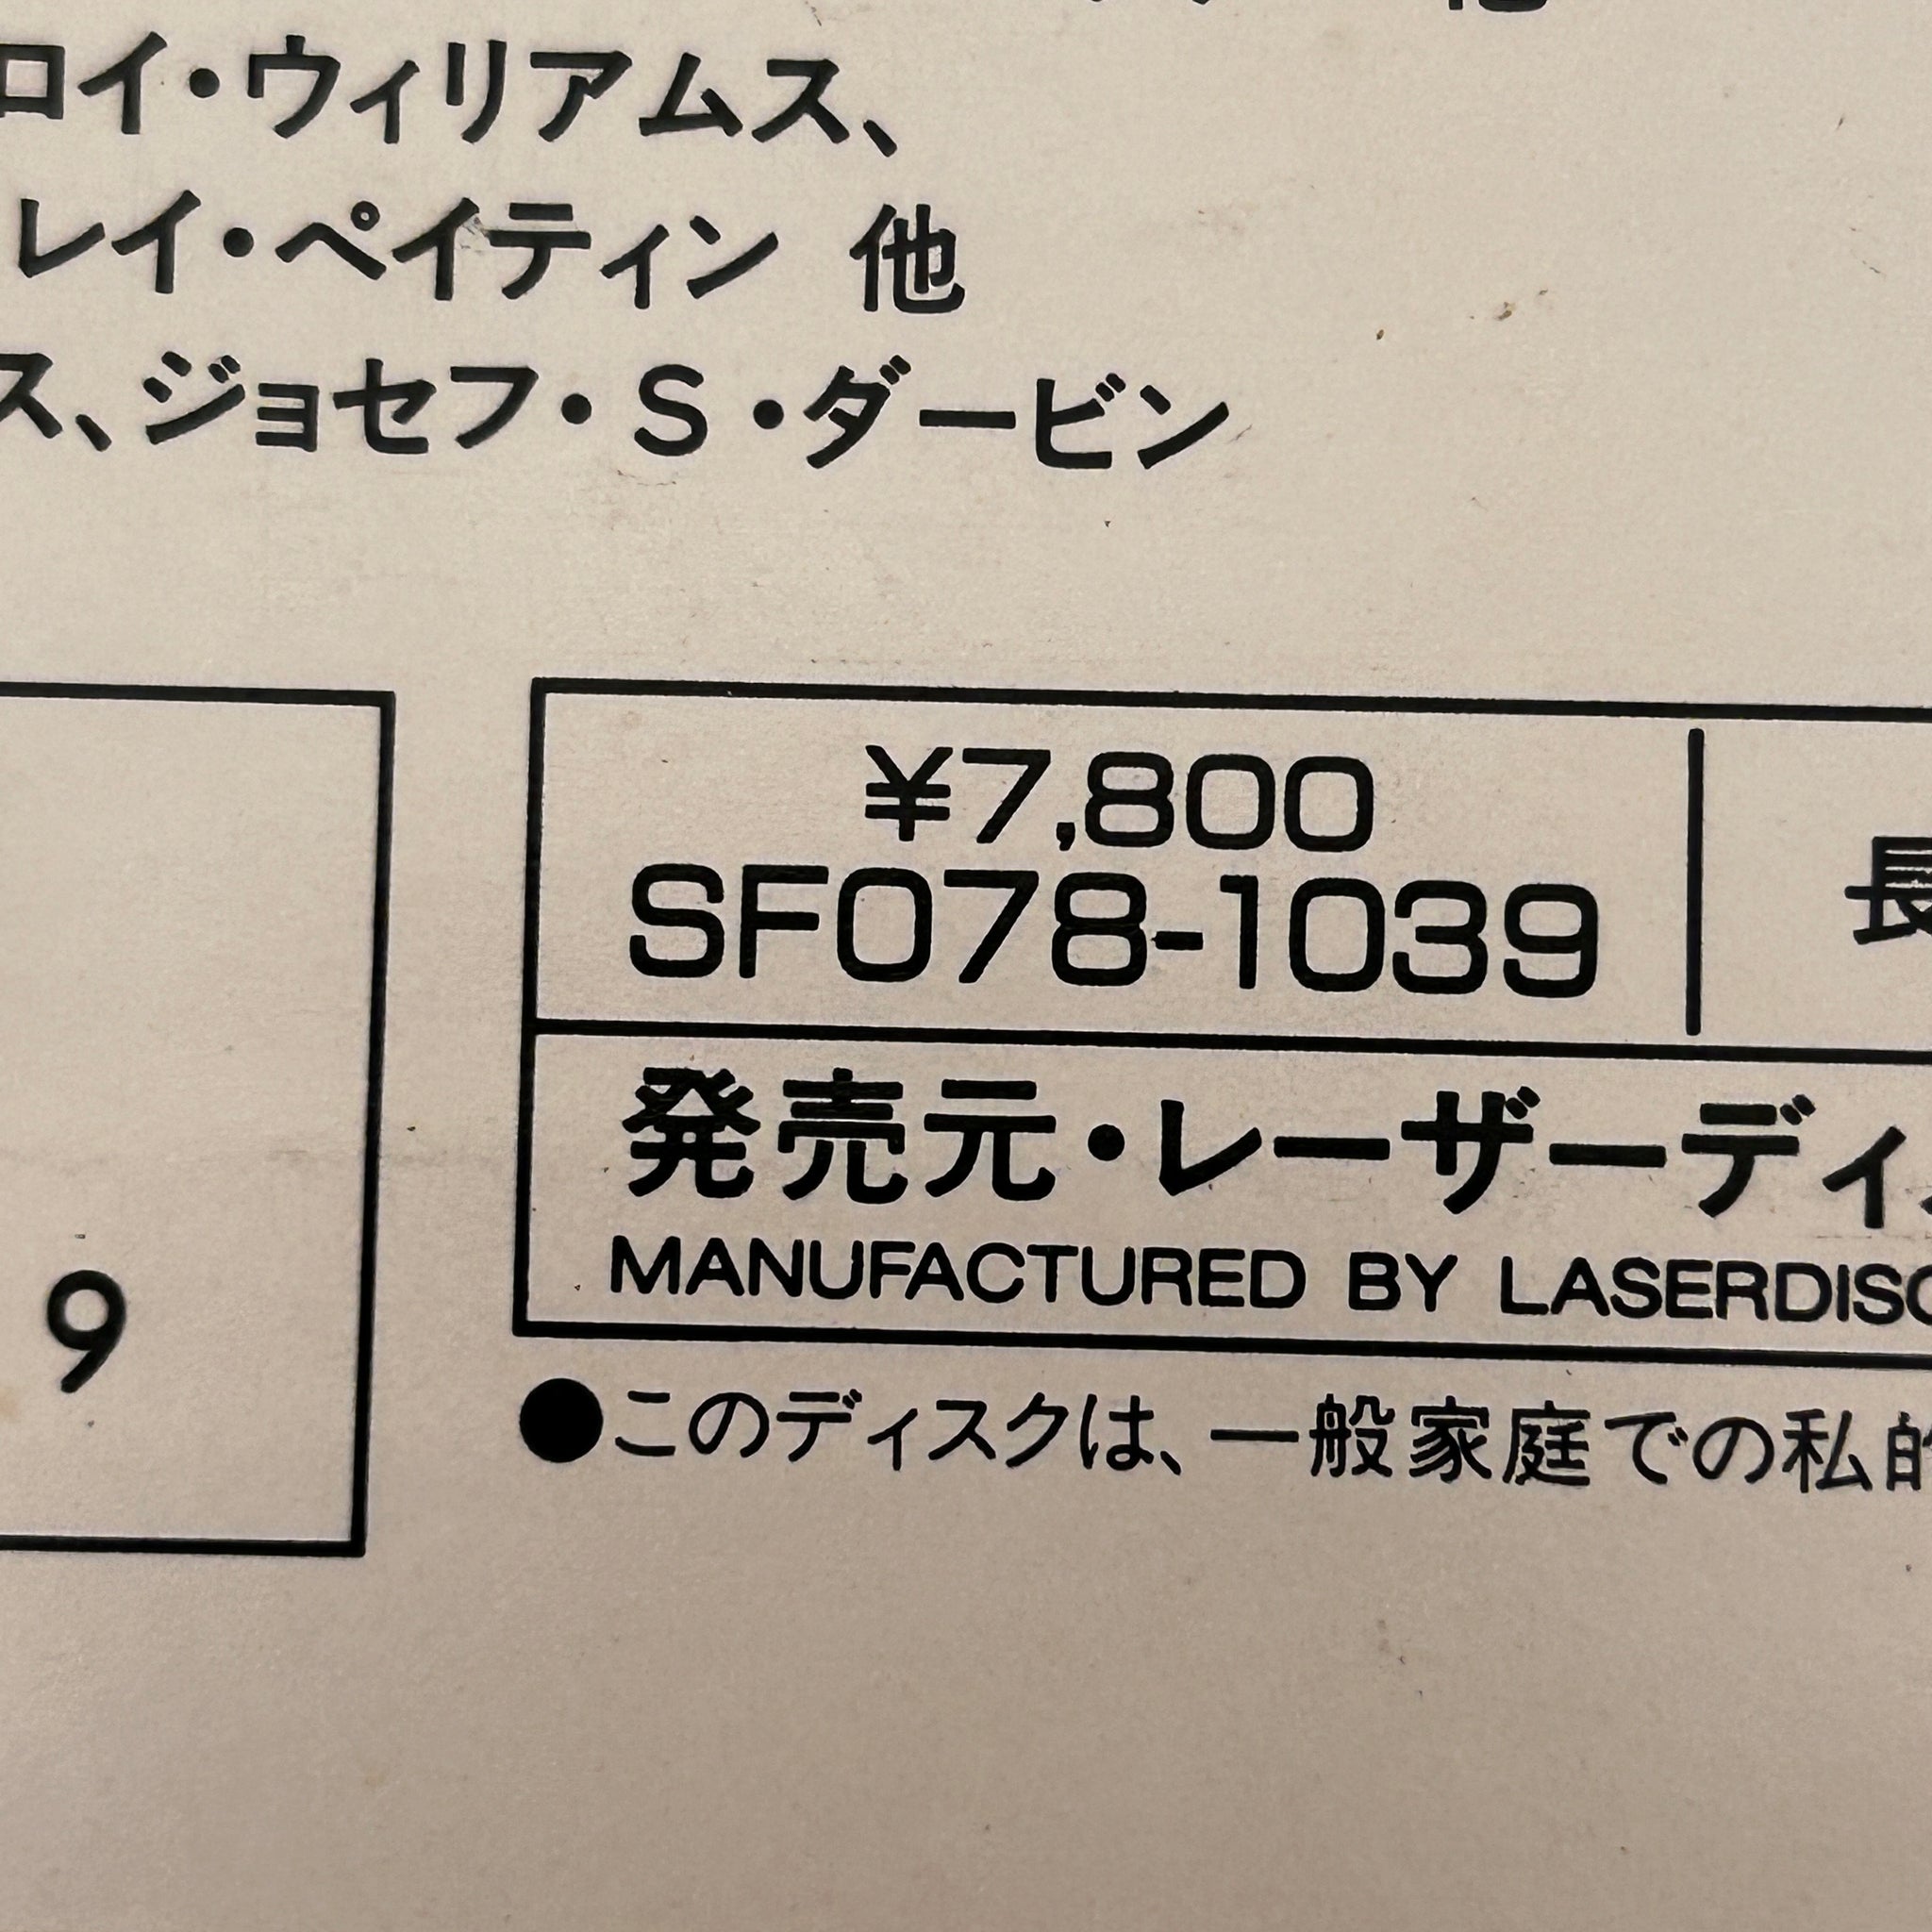 ロイ・ウィリアムス、
レイ・ペイティン 他
ス、ジョセフ・S・ダービン
¥7,800
SF078-1039
長
発売元・レーザーディ
MANUFACTURED BY LASERDISC
9
●このディスクは、一般家庭での私的